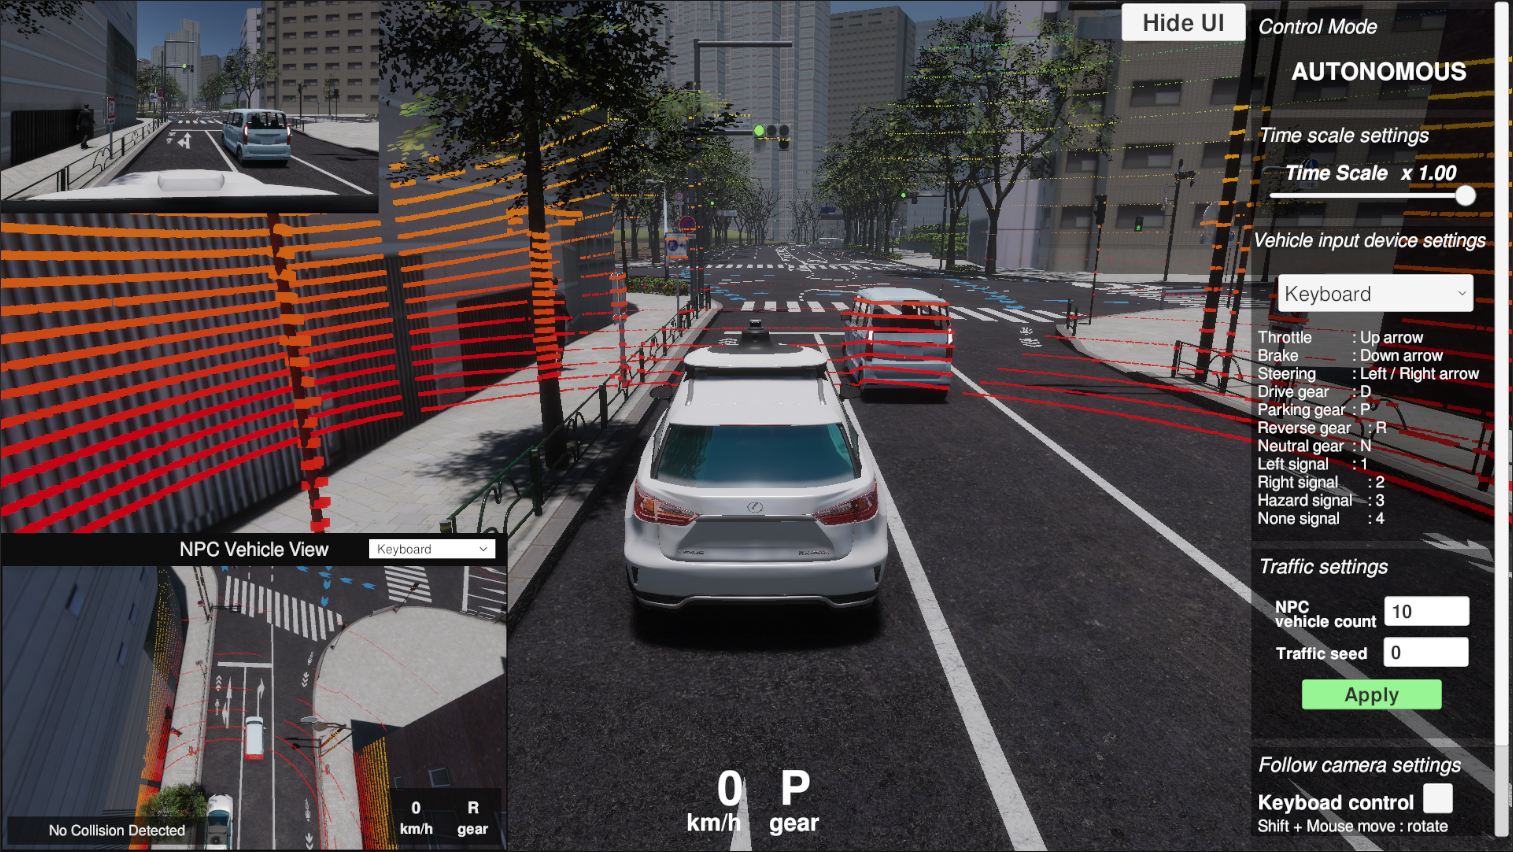 Hide UI
Control Mode
AUTONOMOUS
Time scale settings
Time Scale x 1.00
Vehicle input device settings
Keyboard
Throttle : Up arrow
Brake : Down arrow
Steering : Left / Right arrow
Drive gear : D
Parking gear : P
Reverse gear : R
Neutral gear : N
Left signal : 1
Right signal : 2
Hazard signal : 3
None signal : 4
Traffic settings
NPC
vehicle count 10
Traffic seed 0
Apply
Follow camera settings
Keyboad control
Shift + Mouse move : rotate
NPC Vehicle View Keyboard
No Collision Detected
0 R
km/h gear
0 P
km/h gear